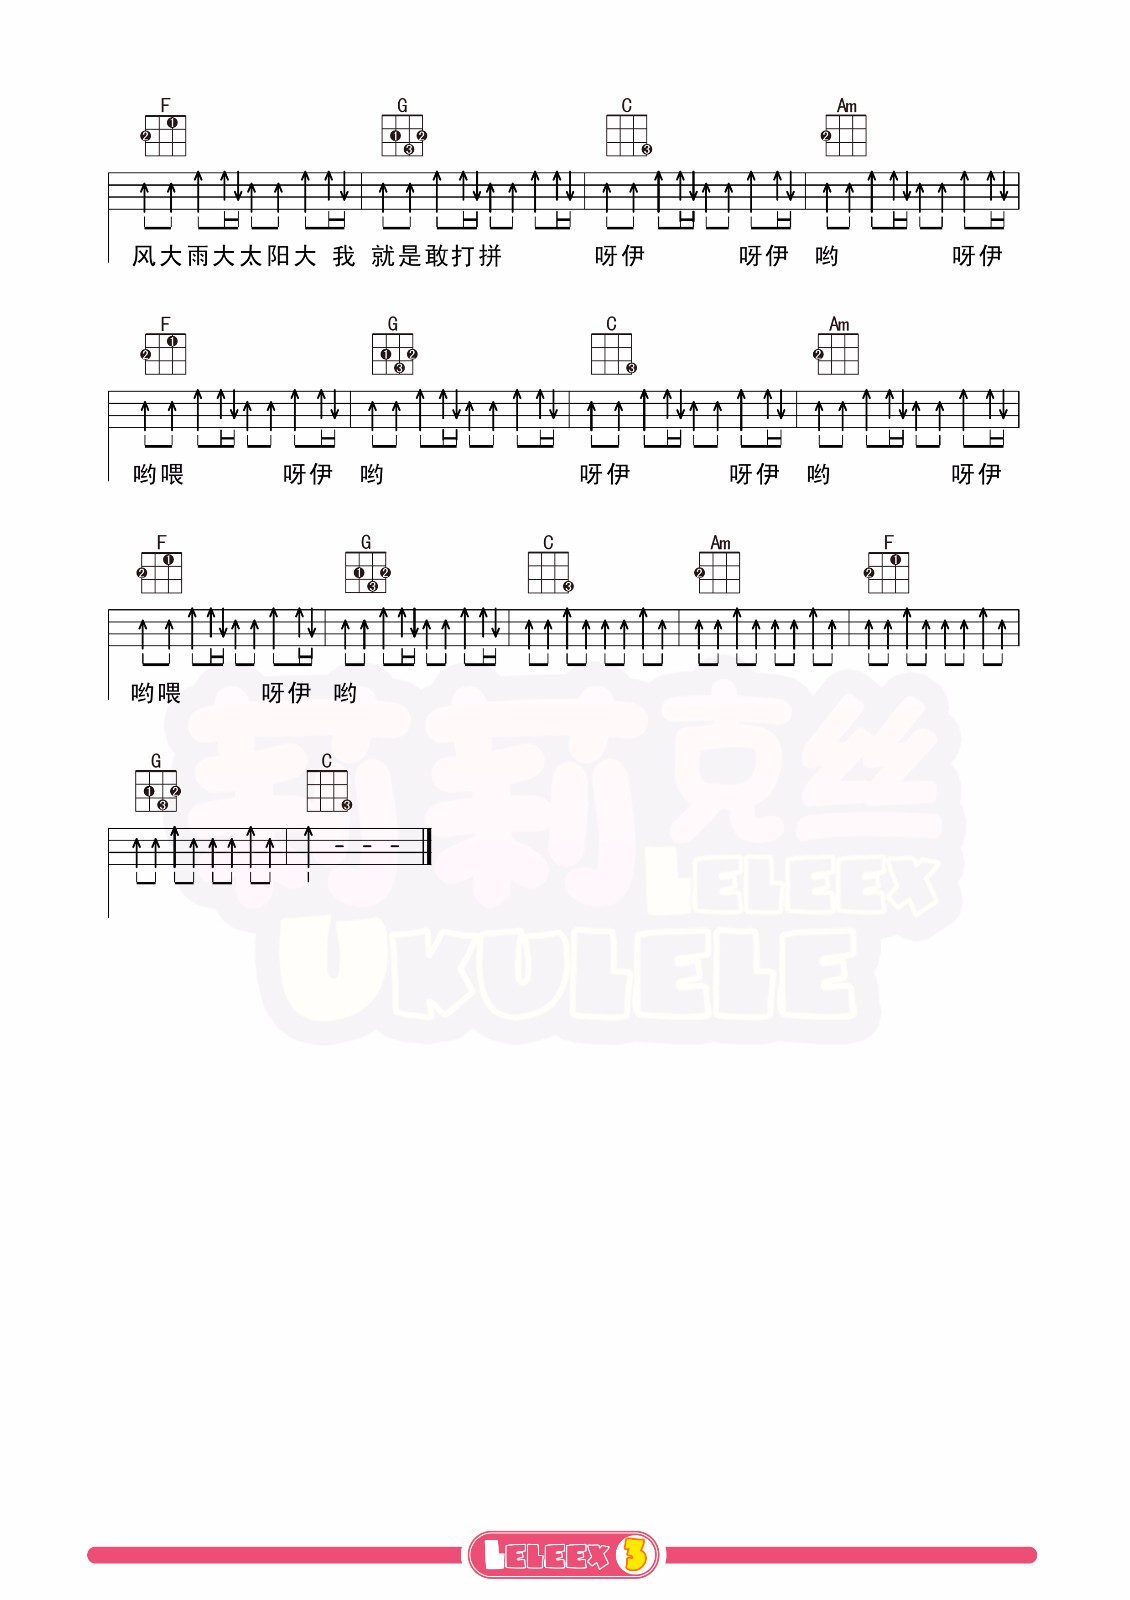 F G C Am
风大雨大太阳大 我 就是敢打拼 呀伊 呀伊 哟 呀伊
F G C Am
哟喂 呀伊 哟 呀伊 呀伊 哟 呀伊
F G C Am F
哟喂 呀伊 哟
G C
莉莉克丝
LELEEX
UKULELE
LELEEX 3